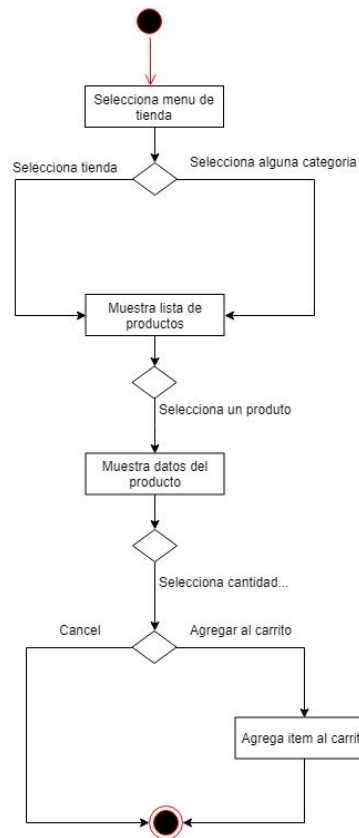 Selecciona menu de
tienda
Selecciona tienda
Selecciona alguna categoria
Muestra lista de
productos
Selecciona un produto
Muestra datos del
producto
Selecciona cantidad...
Cancel
Agregar al carrito
Agrega item al carrit